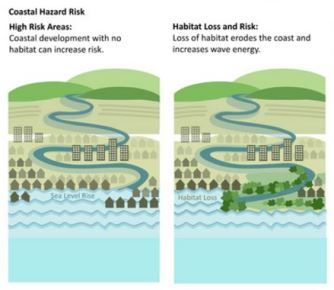 Coastal Hazard Risk
High Risk Areas:
Coastal development with no
habitat can increase risk.
Habitat Loss and Risk:
Loss of habitat erodes the coast and
increases wave energy.
Sea Level Rise
Habitat Loss